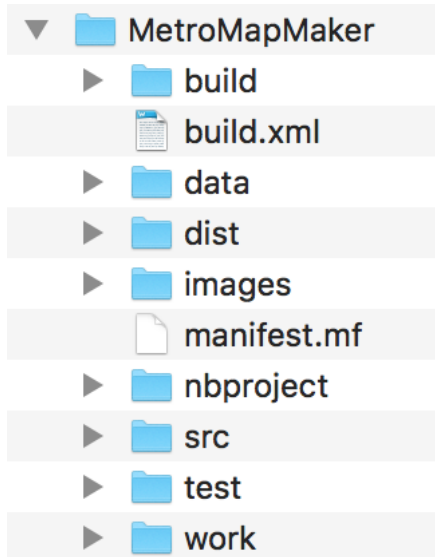 MetroMapMaker
build
build.xml
data
dist
images
manifest.mf
nbproject
src
test
work